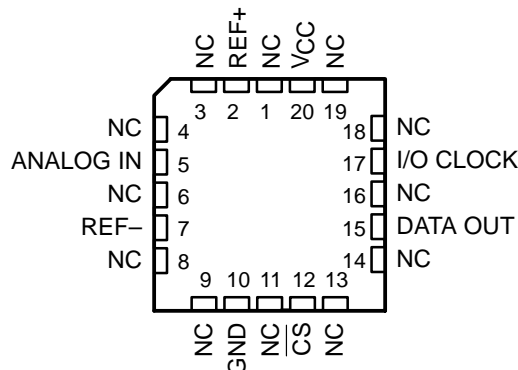 NC
REF+
NC
VCC
NC
3
2
1
20
19
NC 4
ANALOG IN 5
NC 6
REF– 7
NC 8
18 NC
17 I/O CLOCK
16 NC
15 DATA OUT
14 NC
9
10
11
12
13
NC
GND
NC
CS
NC